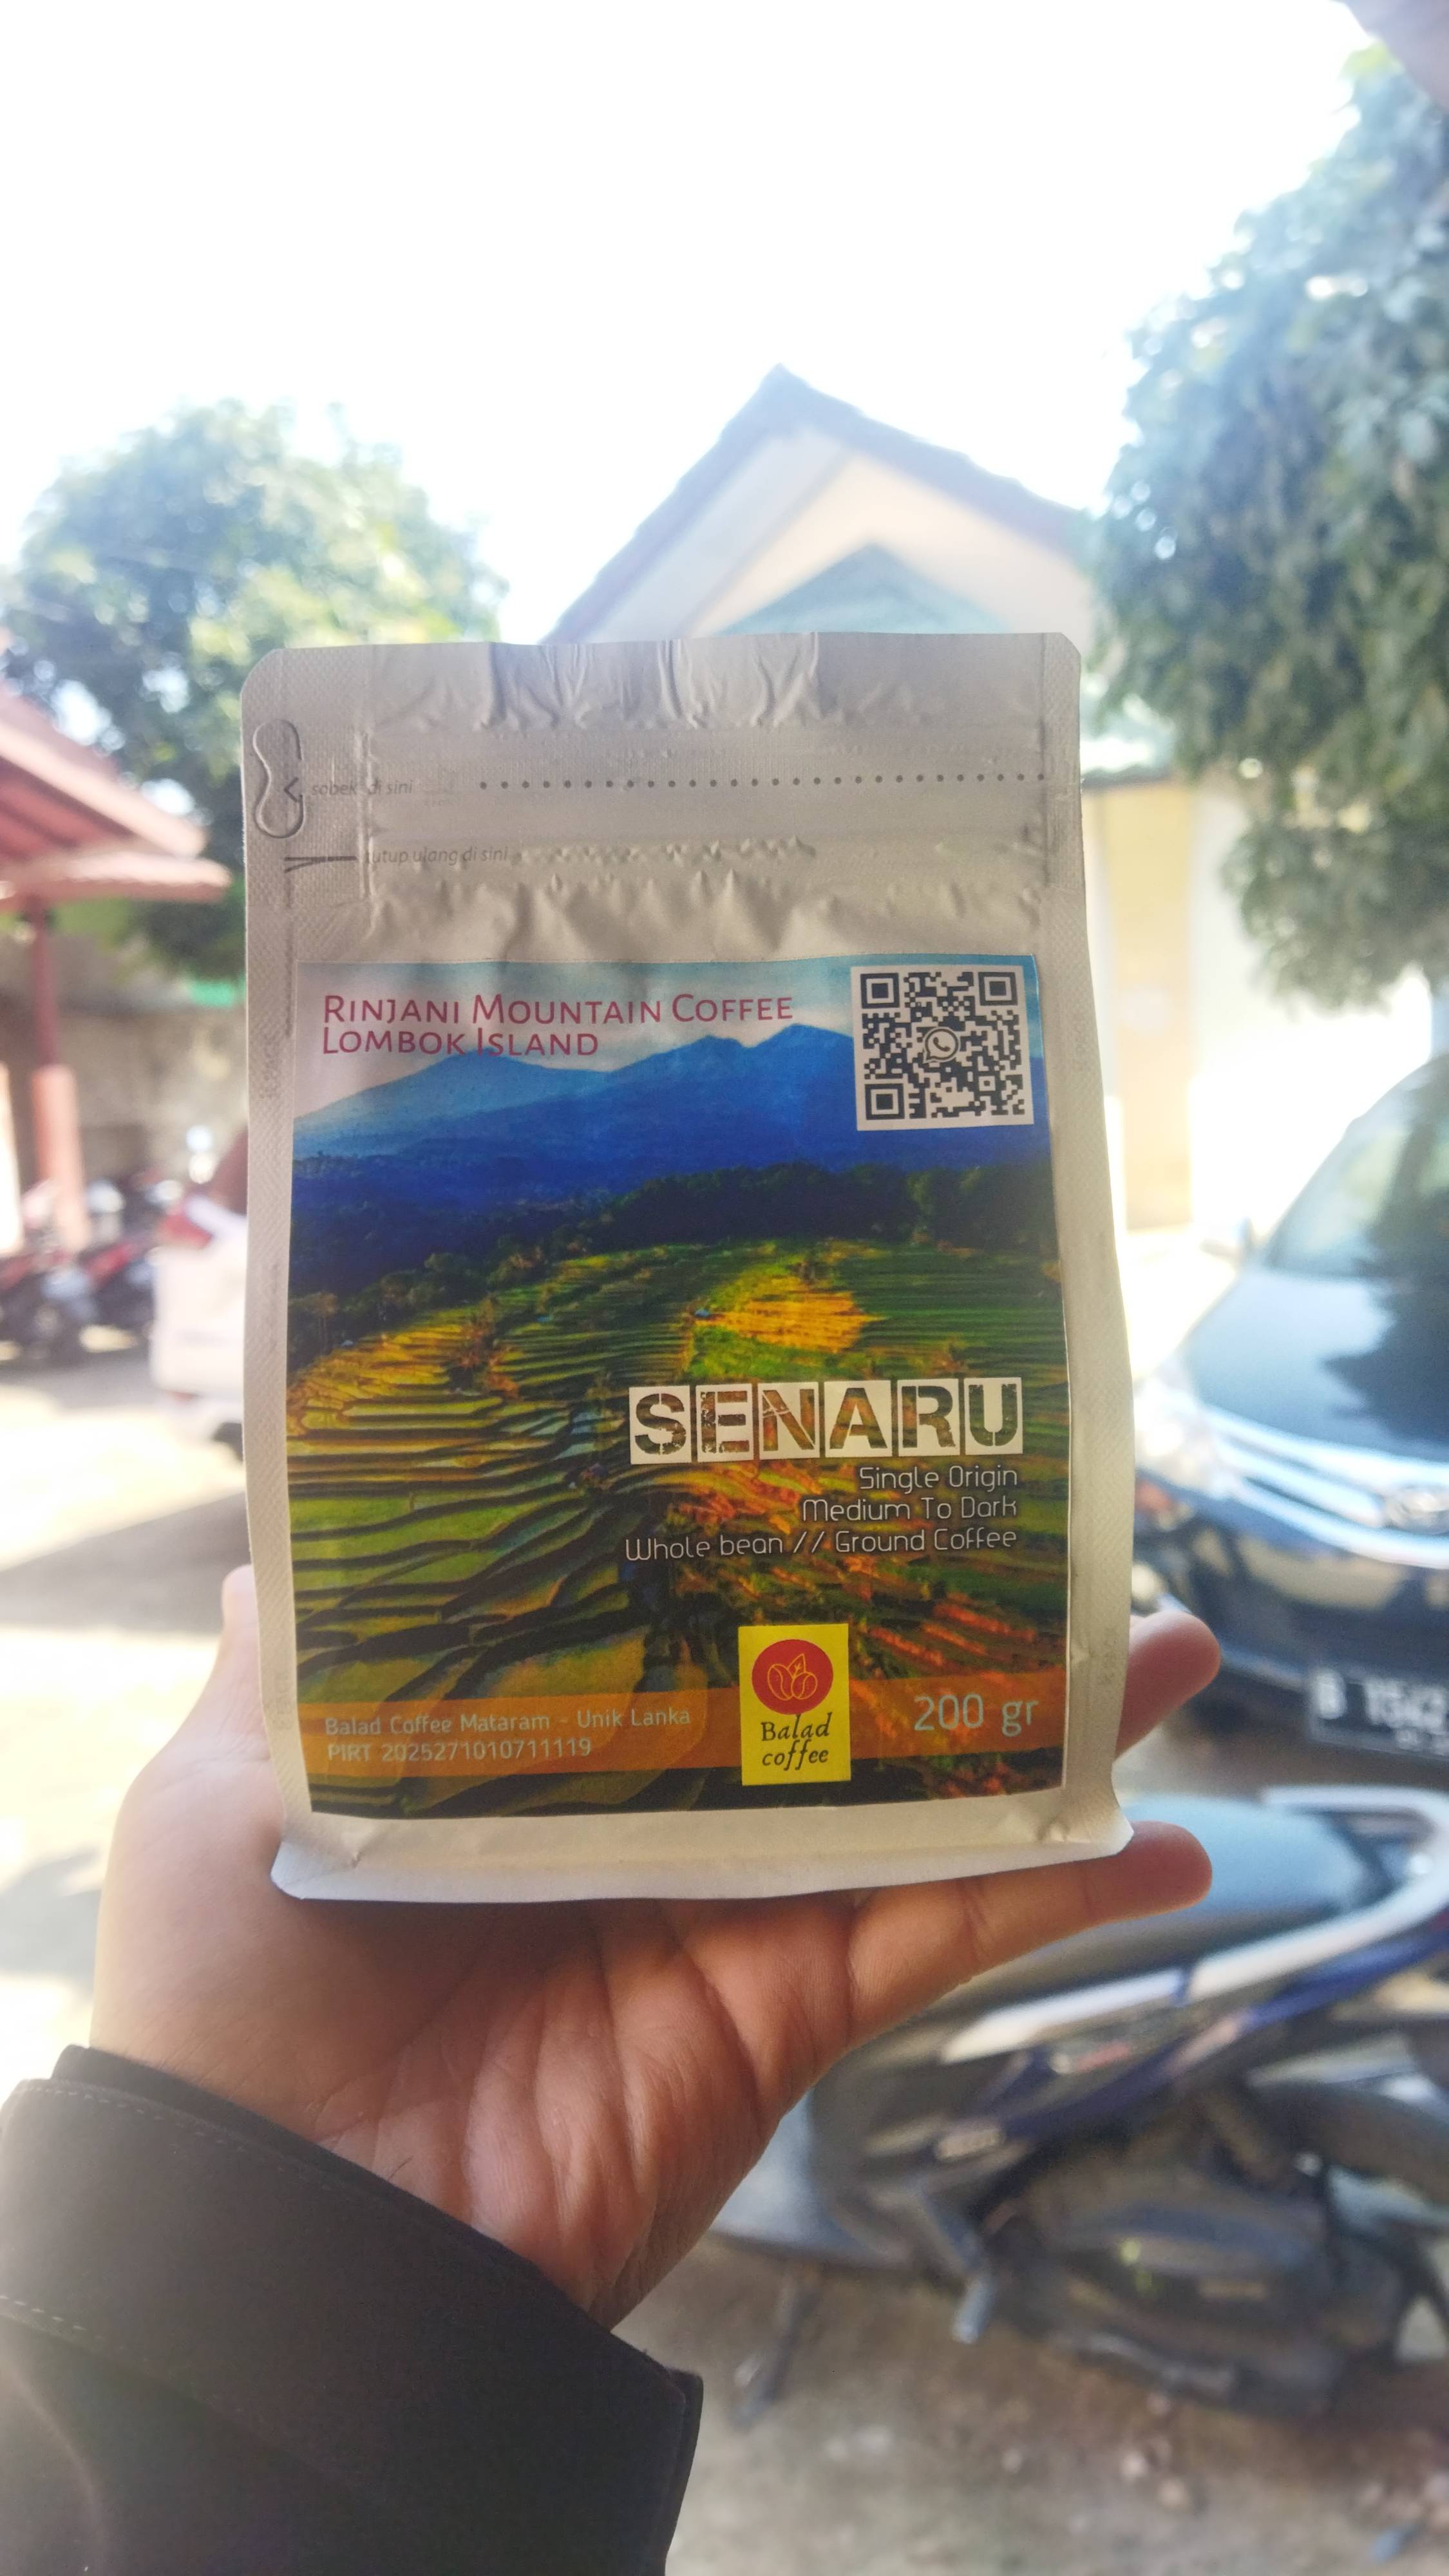 sobek di sini
tutup ulang di sini
RINJANI MOUNTAIN COFFEE
LOMBOK ISLAND
SENARU
Single Origin
Medium To Dark
Whole bean // Ground Coffee
Balad Coffee Mataram - Unik Lanka
PIRT 2025271010711119
Balad
coffee
200 gr